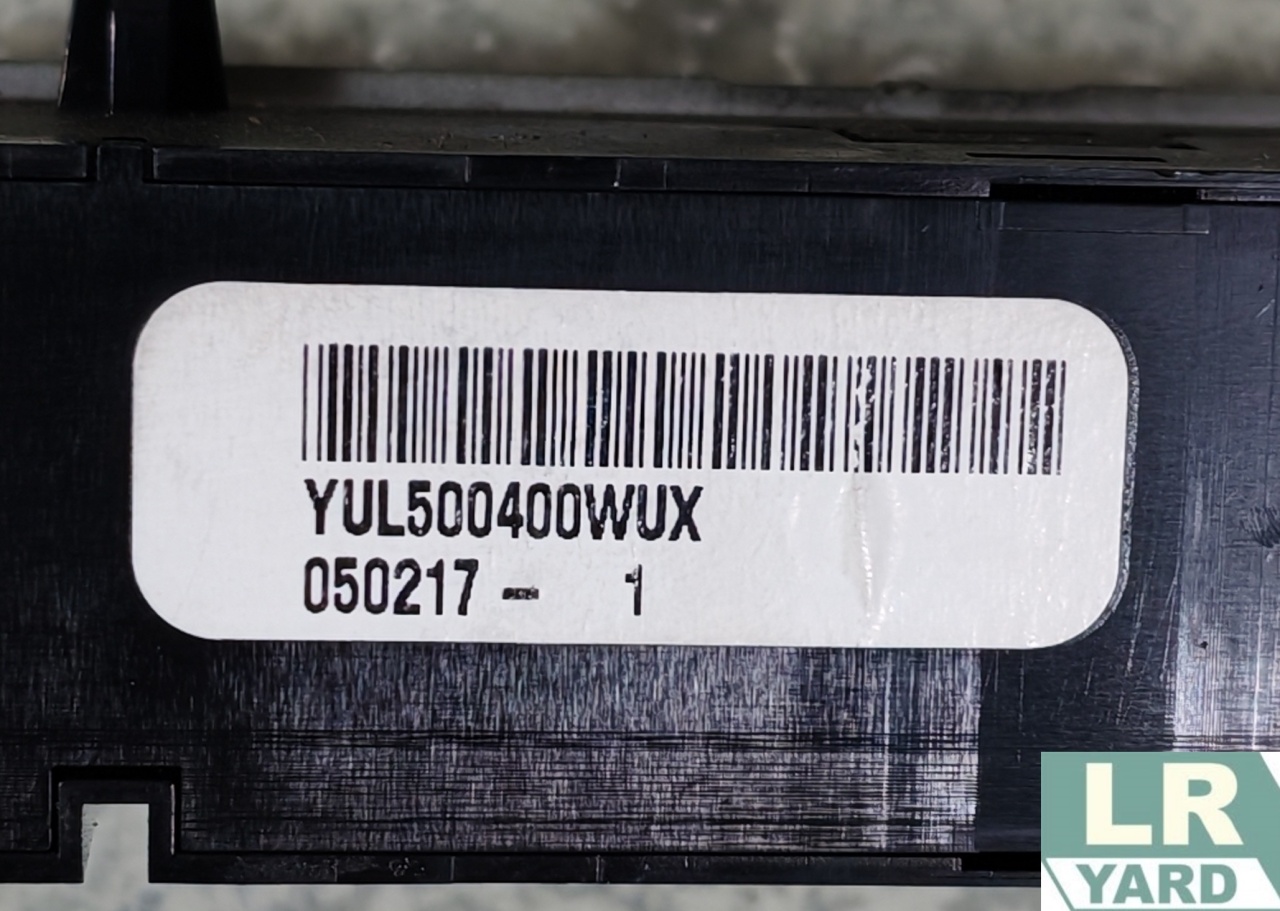 YUL500400WUX
050217 - 1
LR
YARD